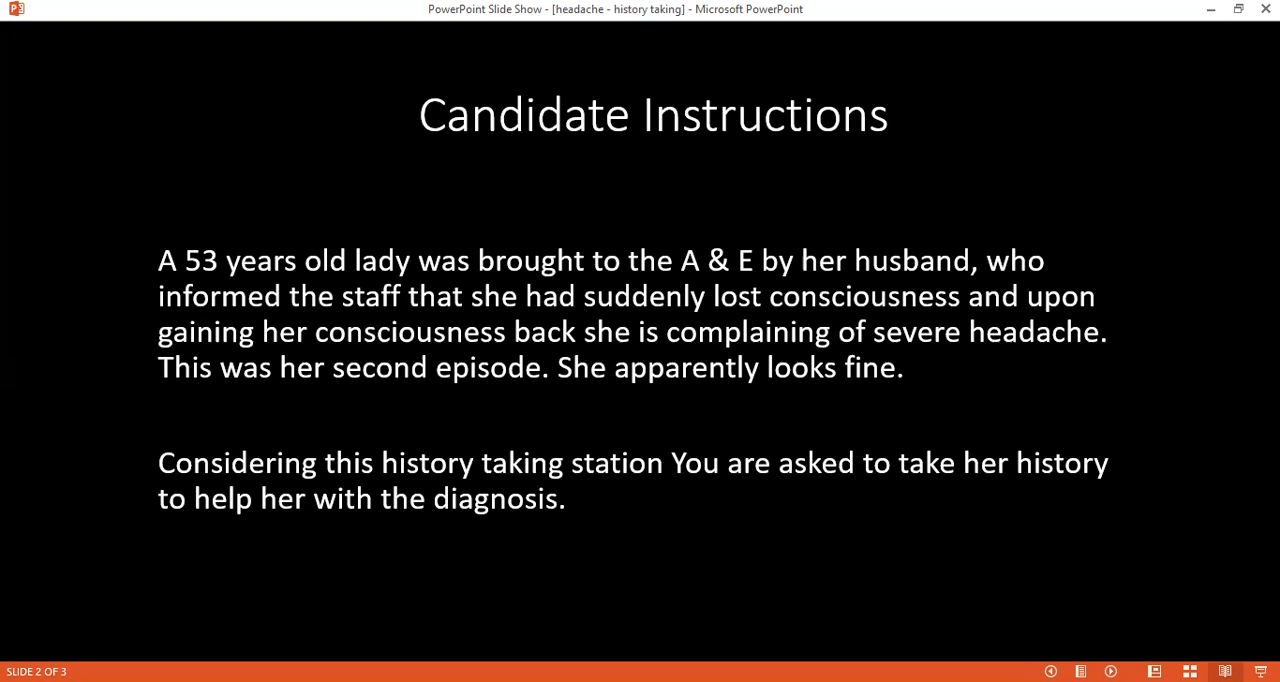 PowerPoint Slide Show - [headache - history taking] - Microsoft PowerPoint
Candidate Instructions
A 53 years old lady was brought to the A & E by her husband, who
informed the staff that she had suddenly lost consciousness and upon
gaining her consciousness back she is complaining of severe headache.
This was her second episode. She apparently looks fine.
Considering this history taking station You are asked to take her history
to help her with the diagnosis.
SLIDE 2 OF 3